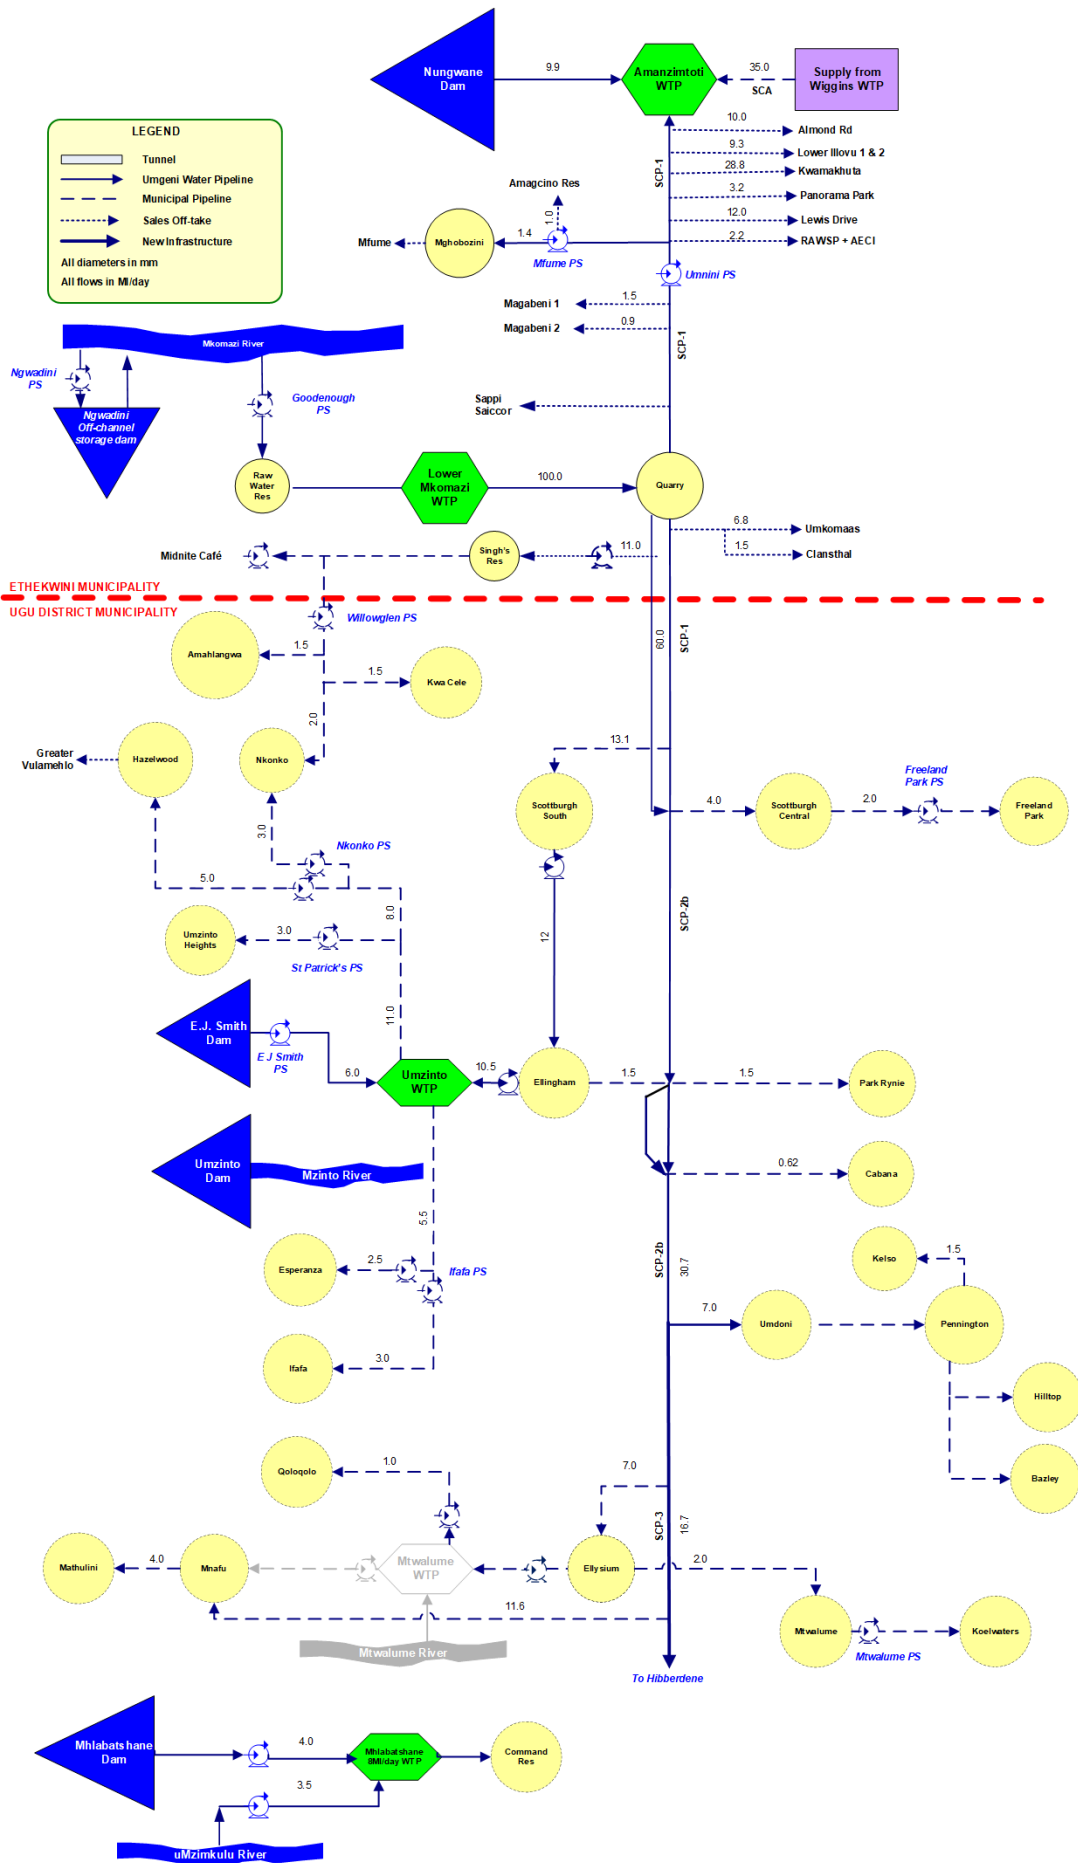 Nungwane
Dam
9.9
Amanzimtoti
WTP
35.0
SCA
Supply from
Wiggins WTP
LEGEND
Tunnel
Umgeni Water Pipeline
Municipal Pipeline
Sales Off-take
New Infrastructure
All diameters in mm
All flows in Ml/day
SCP-1
10.0
Almond Rd
9.3
Lower Illovu 1 & 2
28.8
Kwamakhuta
3.2
Panorama Park
12.0
Lewis Drive
2.2
RAWSP + AECI
Amagcino Res
1.0
Mfume
Mghobozini
1.4
Mfume PS
Umnini PS
Magabeni 1
1.5
Magabeni 2
0.9
SCP-1
Mkomazi River
Ngwadini
PS
Ngwadini
Off-channel
storage dam
Goodenough
PS
Sappi
Saiccor
Raw
Water
Res
Lower
Mkomazi
WTP
100.0
Quarry
6.8
Umkomaas
1.5
Clansthal
Midnite Café
Singh's
Res
11.0
ETHEKWINI MUNICIPALITY
UGU DISTRICT MUNICIPALITY
Willowglen PS
60.0
SCP-1
Amahlangwa
1.5
1.5
Kwa Cele
2.0
Greater
Vulamehlo
Hazelwood
Nkonko
13.1
Scottburgh
South
4.0
Scottburgh
Central
2.0
Freeland
Park PS
Freeland
Park
3.0
Nkonko PS
5.0
8.0
SCP-2b
Umzinto
Heights
3.0
St Patrick's PS
12
11.0
E.J. Smith
Dam
E J Smith
PS
6.0
Umzinto
WTP
10.5
Ellingham
1.5
1.5
Park Rynie
Umzinto
Dam
Mzinto River
0.62
Cabana
5.5
SCP-2b
30.7
Kelso
1.5
Esperanza
2.5
Ifafa PS
7.0
Umdoni
Pennington
Ifafa
3.0
Hilltop
Qoloqolo
1.0
7.0
Bazley
SCP-3
16.7
Mathulini
4.0
Mnafu
Mtwalume
WTP
Ellysium
2.0
11.6
Mtwalume
Mtwalume PS
Koelwaters
Mtwalume River
To Hibberdene
Mhlabatshane
Dam
4.0
Mhlabatshane
8Ml/day WTP
Command
Res
3.5
uMzimkulu River